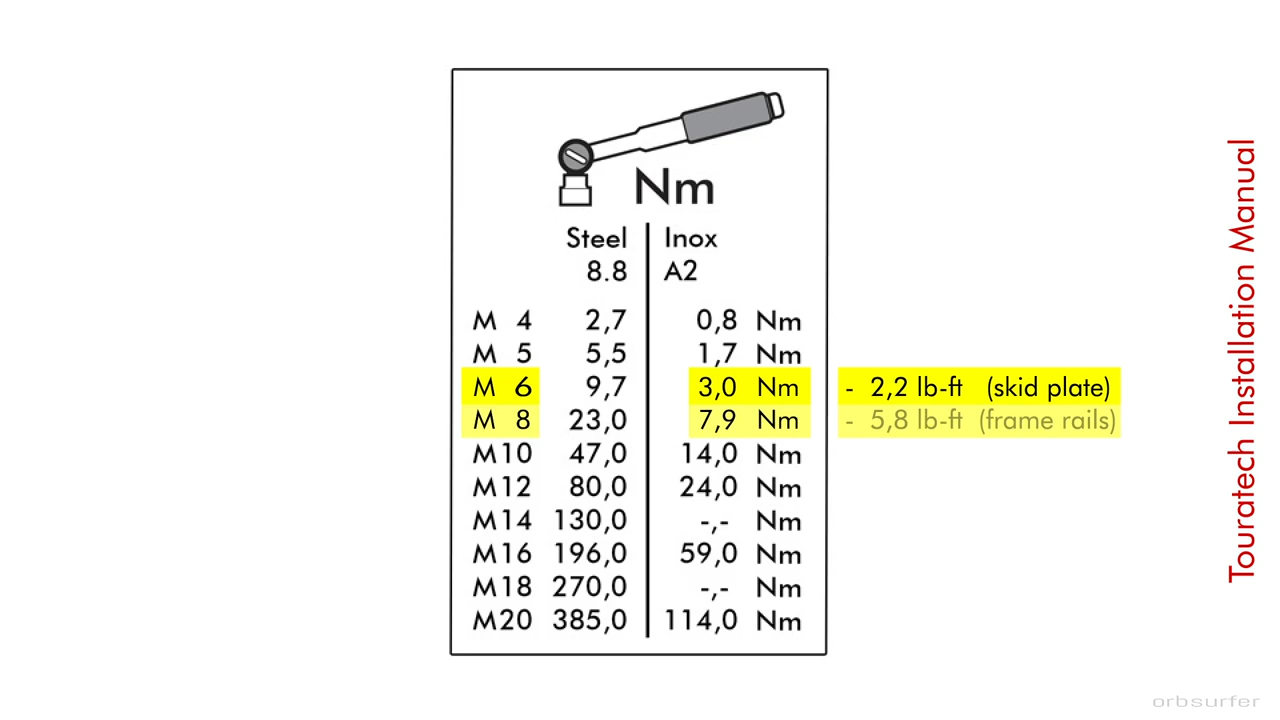 Nm
Steel Inox
8.8 A2
M 4 2,7 0,8 Nm
M 5 5,5 1,7 Nm
M 6 9,7 3,0 Nm - 2,2 lb-ft (skid plate)
M 8 23,0 7,9 Nm - 5,8 lb-ft (frame rails)
M10 47,0 14,0 Nm
M12 80,0 24,0 Nm
M14 130,0 -,- Nm
M16 196,0 59,0 Nm
M18 270,0 -,- Nm
M20 385,0 114,0 Nm
Touratech Installation Manual
orbsurfer